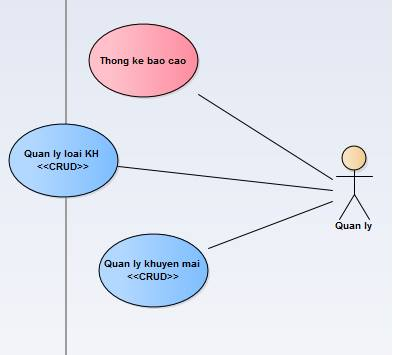 Thong ke bao cao
Quan ly loai KH
<<CRUD>>
Quan ly
Quan ly khuyen mai
<<CRUD>>